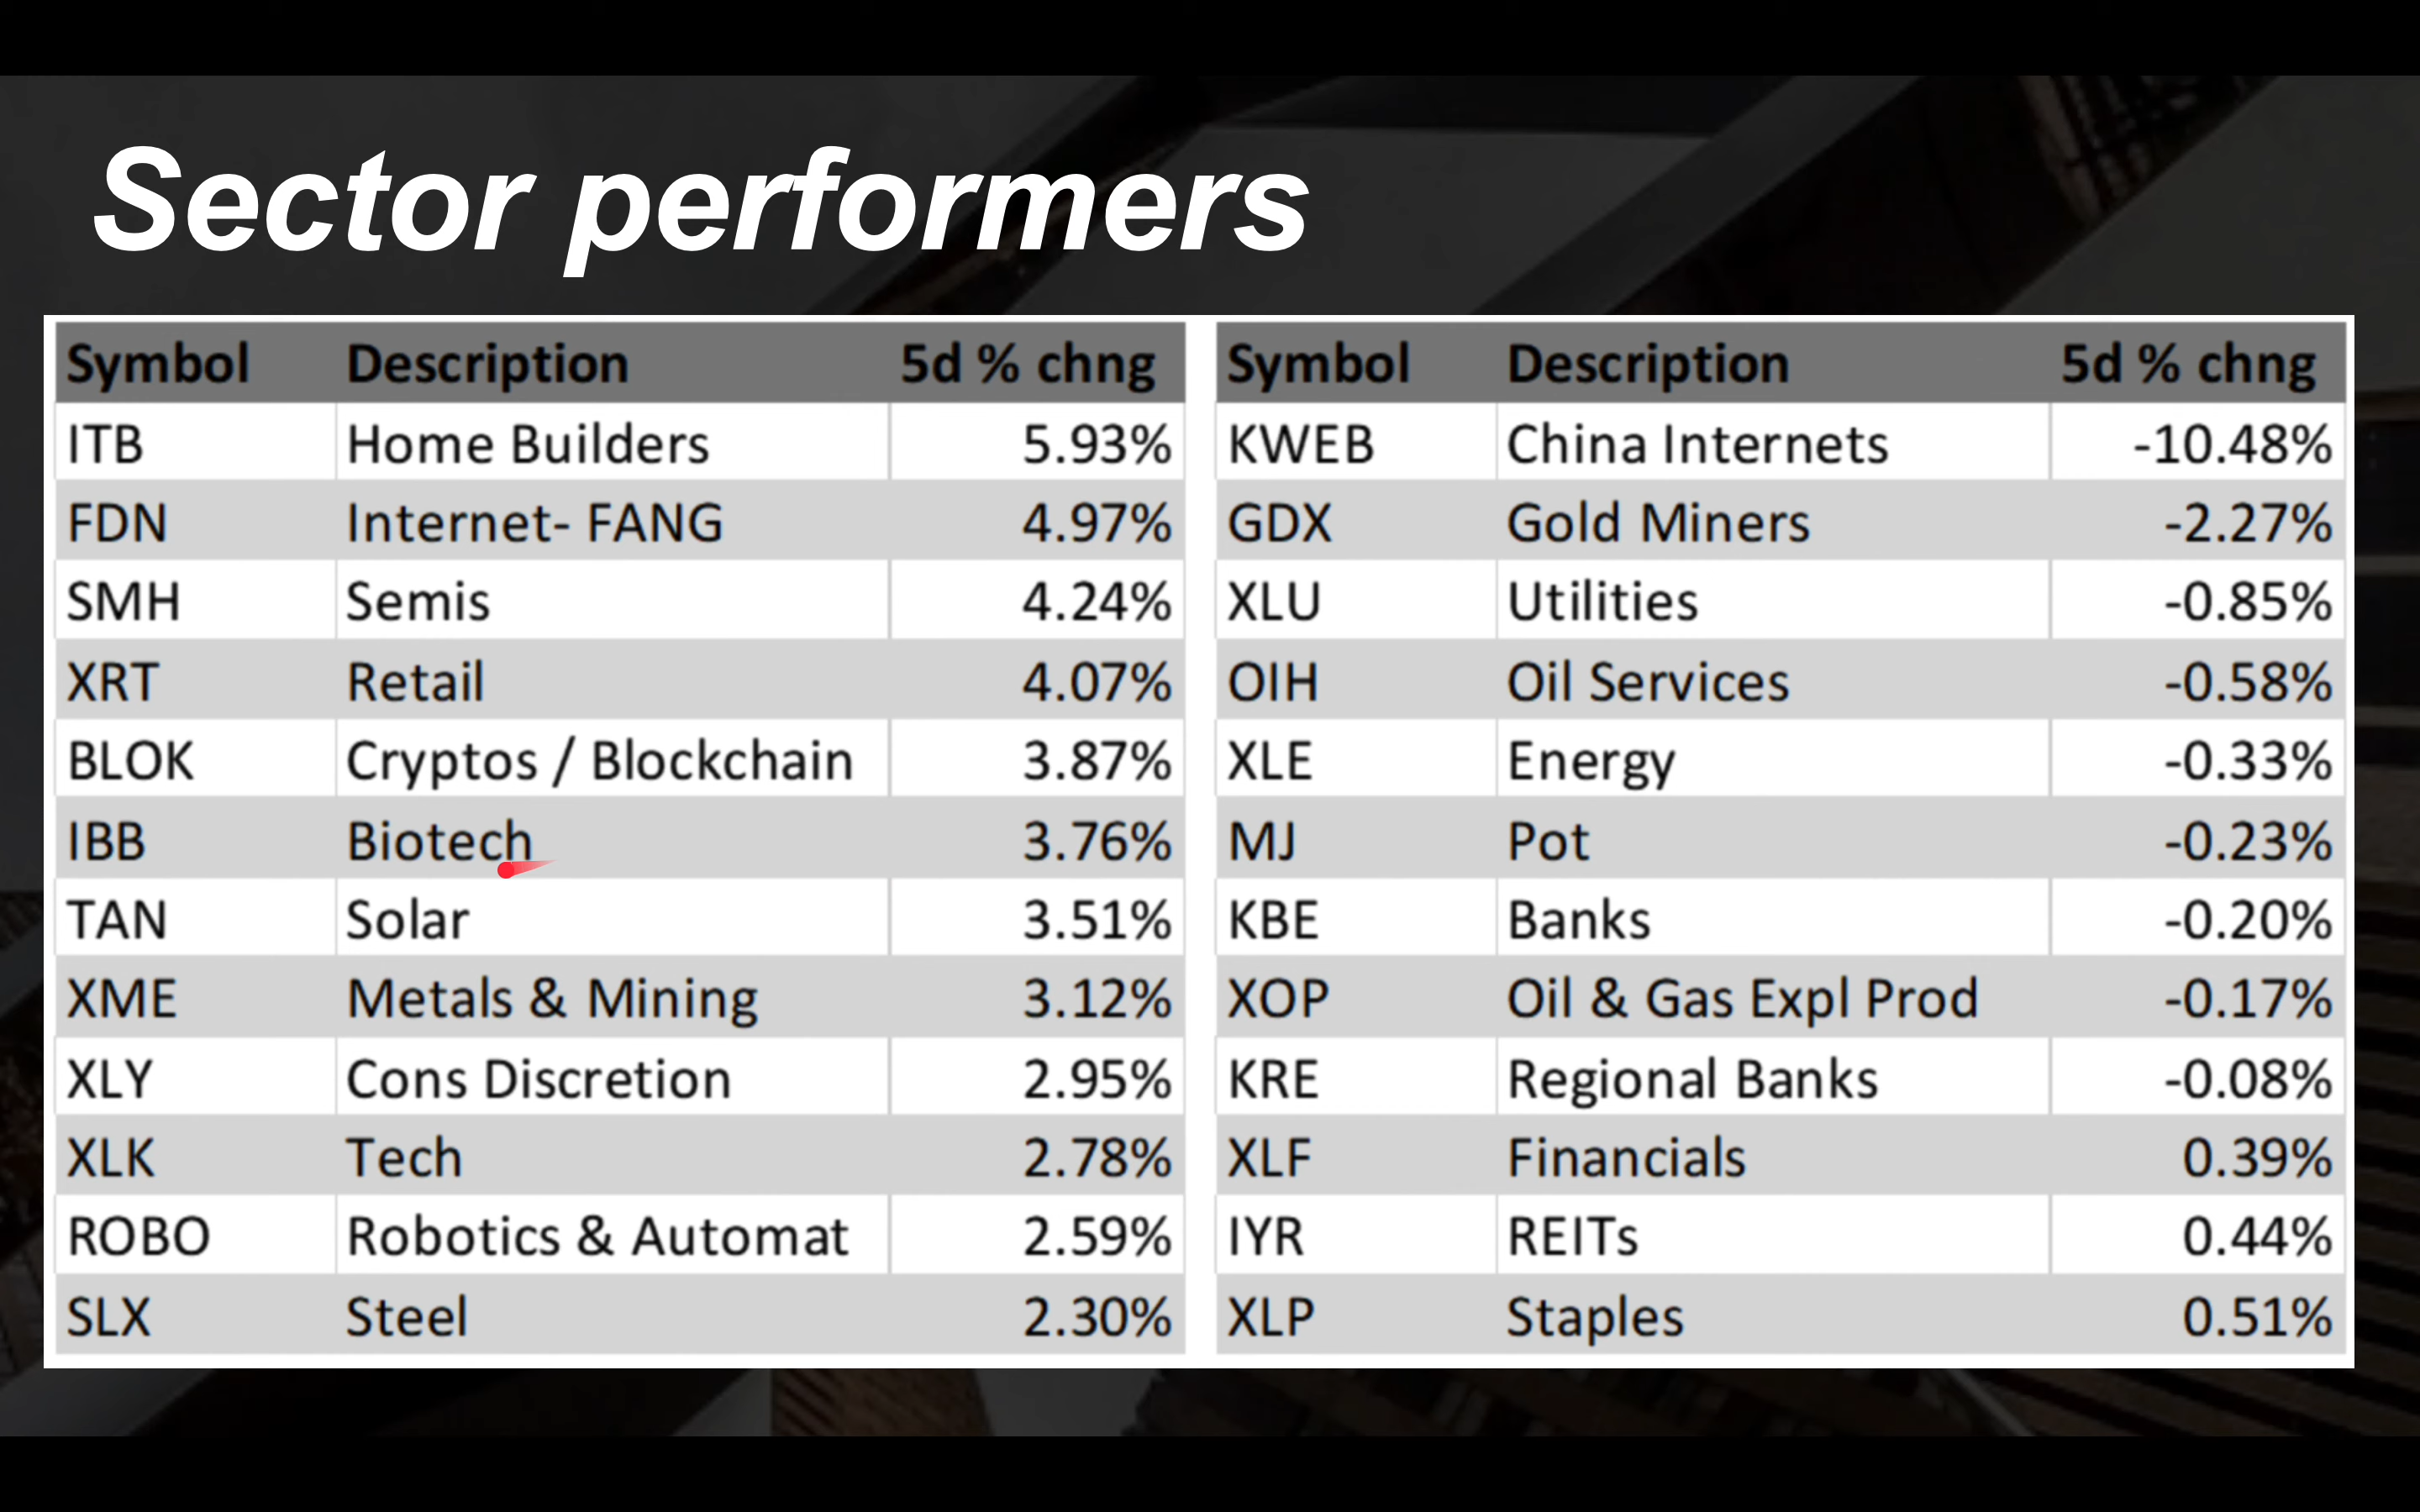 Sector performers
Symbol Description 5d % chng Symbol Description 5d % chng
ITB Home Builders 5.93% KWEB China Internets -10.48%
FDN Internet- FANG 4.97% GDX Gold Miners -2.27%
SMH Semis 4.24% XLU Utilities -0.85%
XRT Retail 4.07% OIH Oil Services -0.58%
BLOK Cryptos / Blockchain 3.87% XLE Energy -0.33%
IBB Biotech 3.76% MJ Pot -0.23%
TAN Solar 3.51% KBE Banks -0.20%
XME Metals & Mining 3.12% XOP Oil & Gas Expl Prod -0.17%
XLY Cons Discretion 2.95% KRE Regional Banks -0.08%
XLK Tech 2.78% XLF Financials 0.39%
ROBO Robotics & Automat 2.59% IYR REITs 0.44%
SLX Steel 2.30% XLP Staples 0.51%